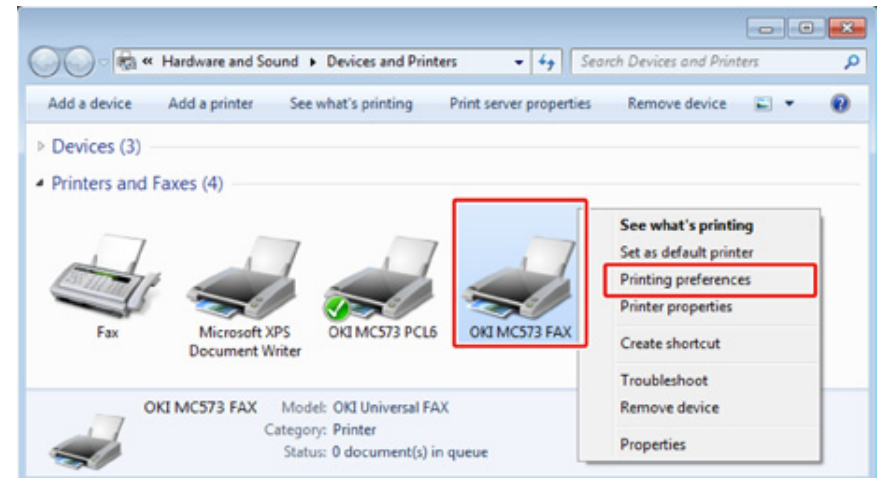 « Hardware and Sound ▸ Devices and Printers
Search Devices and Printers
Add a device Add a printer See what's printing Print server properties Remove device
Devices (3)
Printers and Faxes (4)
Fax
Microsoft XPS
Document Writer
OKI MC573 PCL6
OKI MC573 FAX
See what's printing
Set as default printer
Printing preferences
Printer properties
Create shortcut
Troubleshoot
Remove device
Properties
OKI MC573 FAX Model: OKI Universal FAX
Category: Printer
Status: 0 document(s) in queue